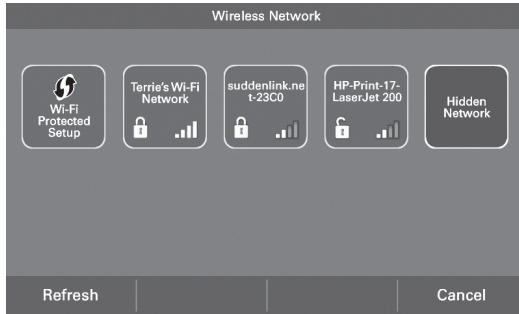 Wireless Network
Wi-Fi
Protected
Setup
Terrie's Wi-Fi
Network
suddenlink.ne
t-23C0
HP-Print-17-
LaserJet 200
Hidden
Network
Refresh
Cancel